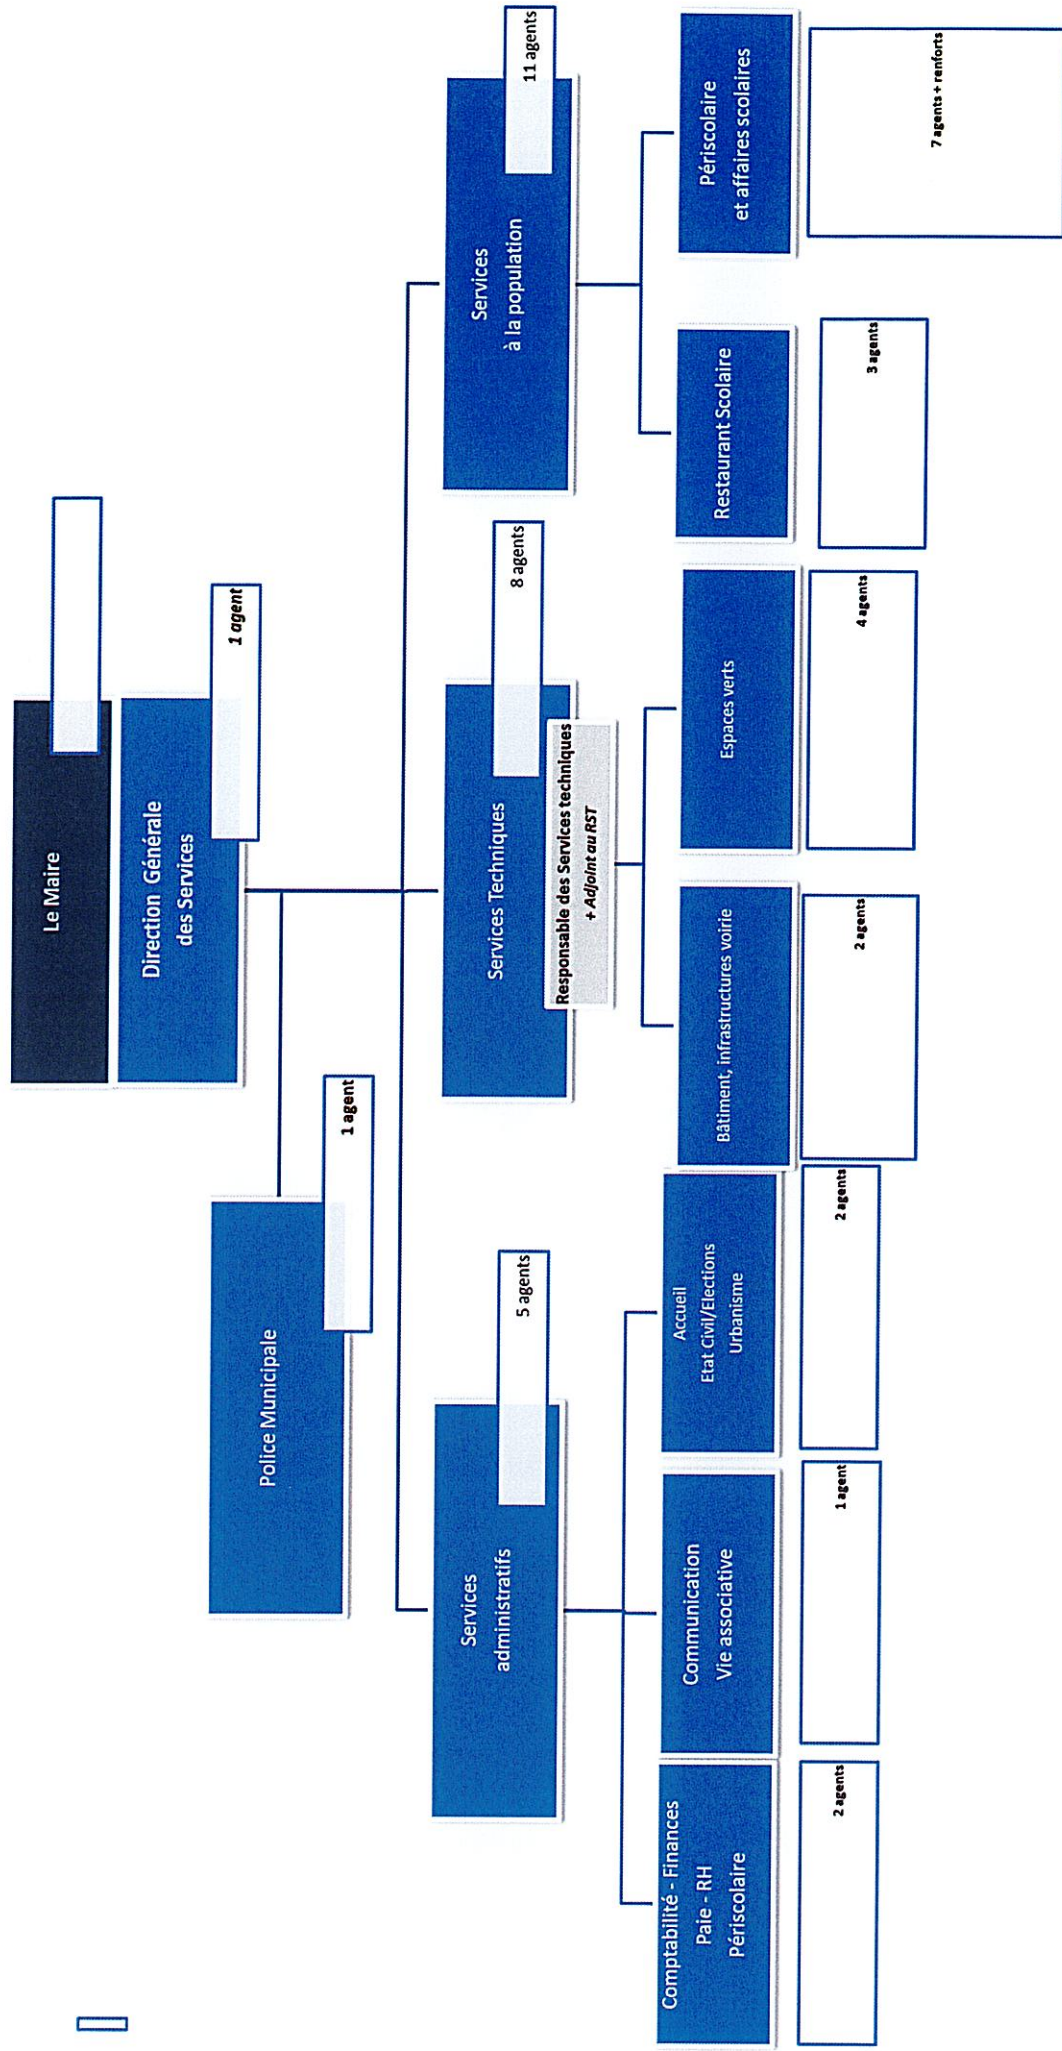 Le Maire
Direction Générale
des Services
1 agent
Police Municipale
1 agent
Services
administratifs
5 agents
Services Techniques
8 agents
Responsable des Services techniques
+ Adjoint au RST
Services
à la population
11 agents
Comptabilité - Finances
Paie - RH
Périscolaire
2 agents
Communication
Vie associative
1 agent
Accueil
Etat Civil/Elections
Urbanisme
2 agents
Bâtiment, infrastructures voirie
2 agents
Espaces verts
4 agents
Restaurant Scolaire
3 agents
Périscolaire
et affaires scolaires
7 agents + renforts